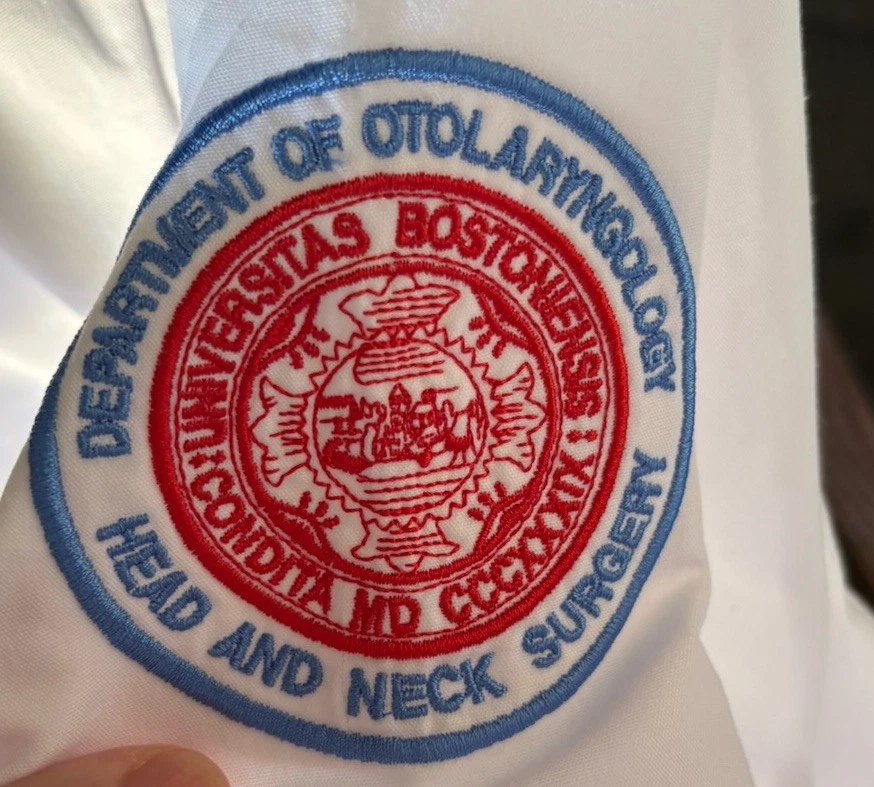 DEPARTMENT OF OTOLARYNGOLOGY
HEAD AND NECK SURGERY
UNIVERSITAS BOSTONIENSIS
CONDITA MD CCCXXXIX